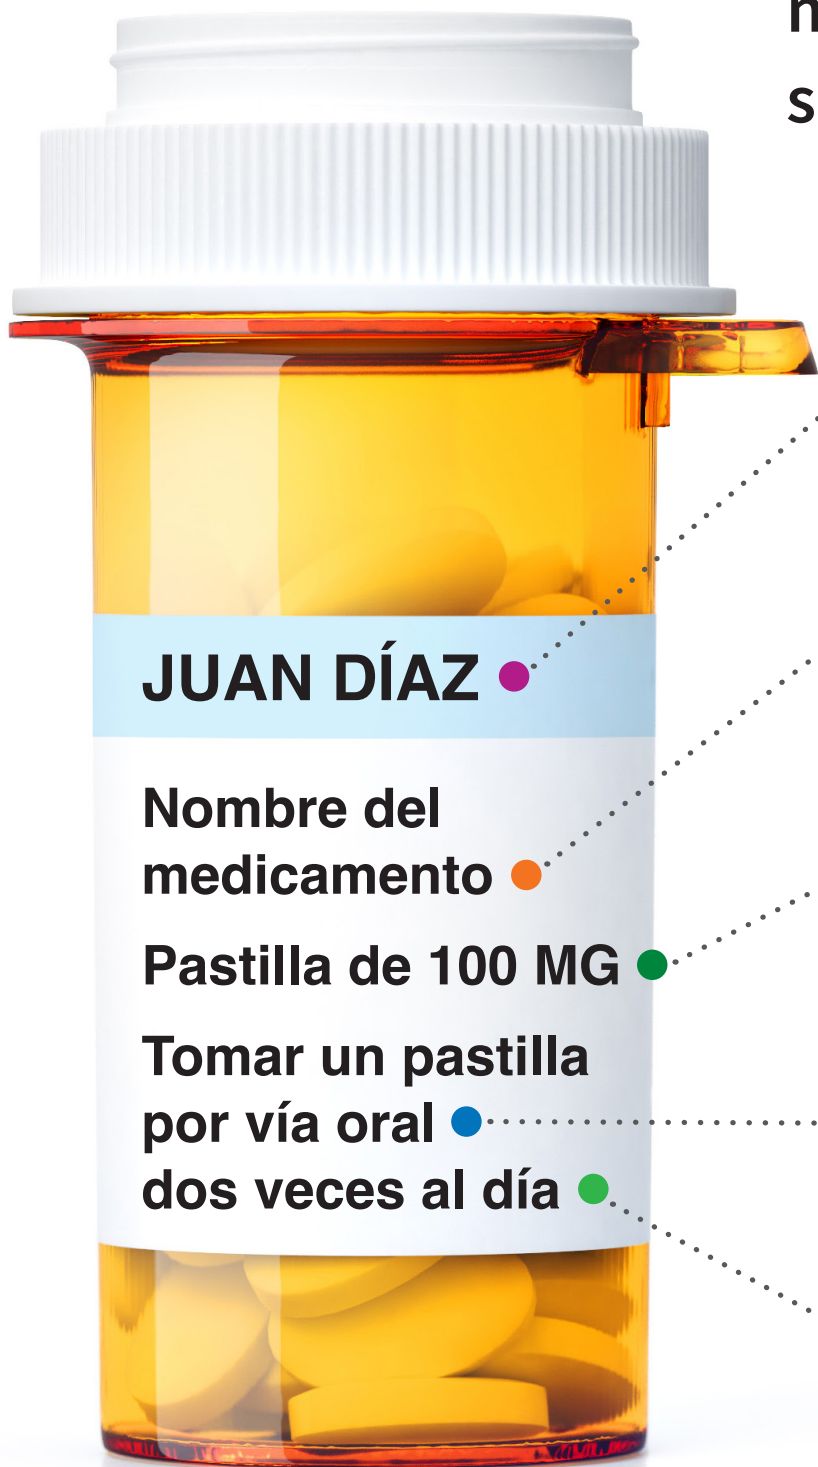 JUAN DÍAZ
Nombre del
medicamento
Pastilla de 100 MG
Tomar un pastilla
por vía oral
dos veces al día